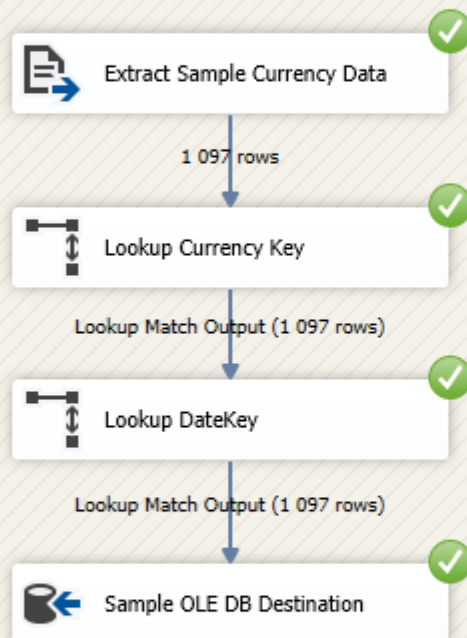 Extract Sample Currency Data
1 097 rows
Lookup Currency Key
Lookup Match Output (1 097 rows)
Lookup DateKey
Lookup Match Output (1 097 rows)
Sample OLE DB Destination